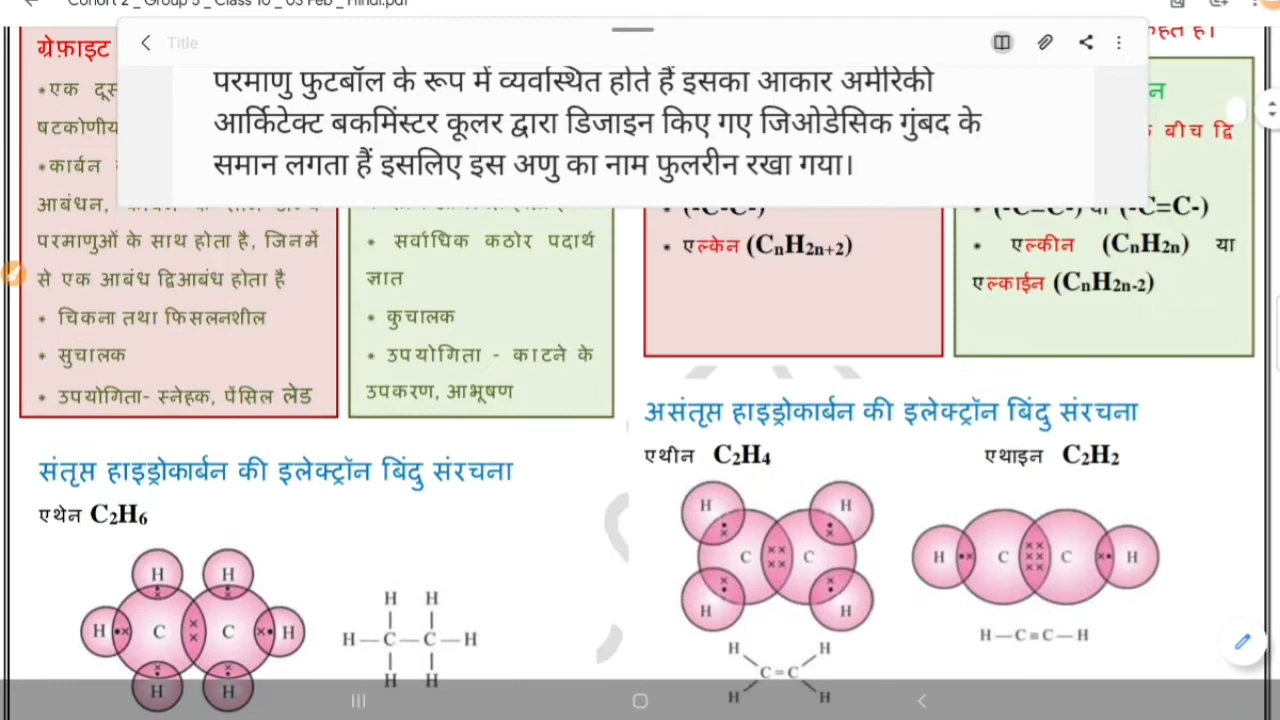 Cohort 2 _ Group 5 _ Class 10 _ 03 Feb _ Hindi.pdf
Title
परमाणु फुटबॉल के रूप में व्यवस्थित होते हैं इसका आकार अमेरिकी
आर्किटेक्ट बकमिंस्टर कूलर द्वारा डिजाइन किए गए जिओडेसिक गुंबद के
समान लगता हैं इसलिए इस अणु का नाम फुलरीन रखा गया।
ग्रेफ़ाइट
•एक
षटकोणीय
•कार्बन
आबंधन,
परमाणुओं के साथ होता है, जिनमें
से एक आबंध द्विआबंध होता है
• चिकना तथा फिसलनशील
• सुचालक
• उपयोगिता- स्नेहक, पेंसिल लेड
• सर्वाधिक कठोर पदार्थ
ज्ञात
• कुचालक
• उपयोगिता - काटने के
उपकरण, आभूषण
• एल्केन (CnH2n+2)
बीच द्वि
• (-C=C-) या (-C≡C-)
• एल्कीन (CnH2n) या
एल्काईन (CnH2n-2)
संतृप्त हाइड्रोकार्बन की इलेक्ट्रॉन बिंदु संरचना
एथेन C2H6
H H
H C C H
H H
H H
H—C—C—H
H H
असंतृप्त हाइड्रोकार्बन की इलेक्ट्रॉन बिंदु संरचना
एथीन C2H4
एथाइन C2H2
H H
C C
H H
H C C H
H H
C=C
H H
H—C≡C—H